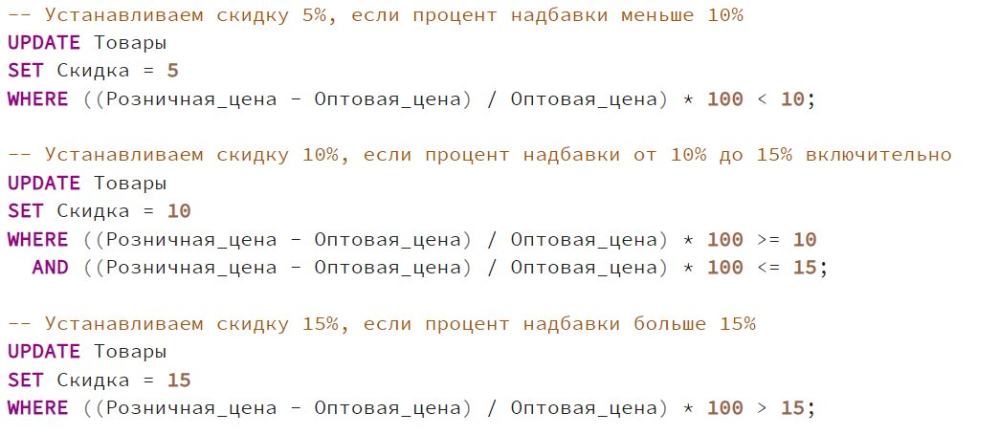 -- Устанавливаем скидку 5%, если процент надбавки меньше 10%
UPDATE Товары
SET Скидка = 5
WHERE ((Розничная_цена - Оптовая_цена) / Оптовая_цена) * 100 < 10;
-- Устанавливаем скидку 10%, если процент надбавки от 10% до 15% включительно
UPDATE Товары
SET Скидка = 10
WHERE ((Розничная_цена - Оптовая_цена) / Оптовая_цена) * 100 >= 10
AND ((Розничная_цена - Оптовая_цена) / Оптовая_цена) * 100 <= 15;
-- Устанавливаем скидку 15%, если процент надбавки больше 15%
UPDATE Товары
SET Скидка = 15
WHERE ((Розничная_цена - Оптовая_цена) / Оптовая_цена) * 100 > 15;